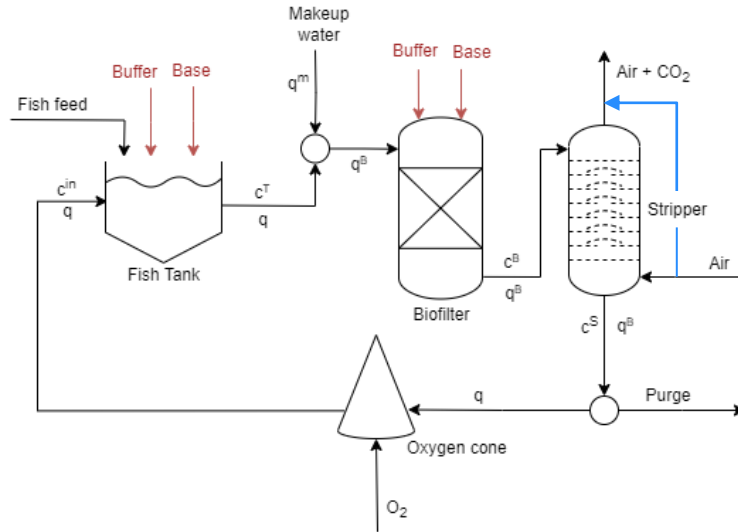 Makeup
water
Buffer
Base
q^m
Buffer
Base
Air + CO₂
Fish feed
c^in
q
c^T
q
Fish Tank
q^B
Biofilter
c^B
q^B
Stripper
Air
c^S
q^B
q
Purge
Oxygen cone
O₂